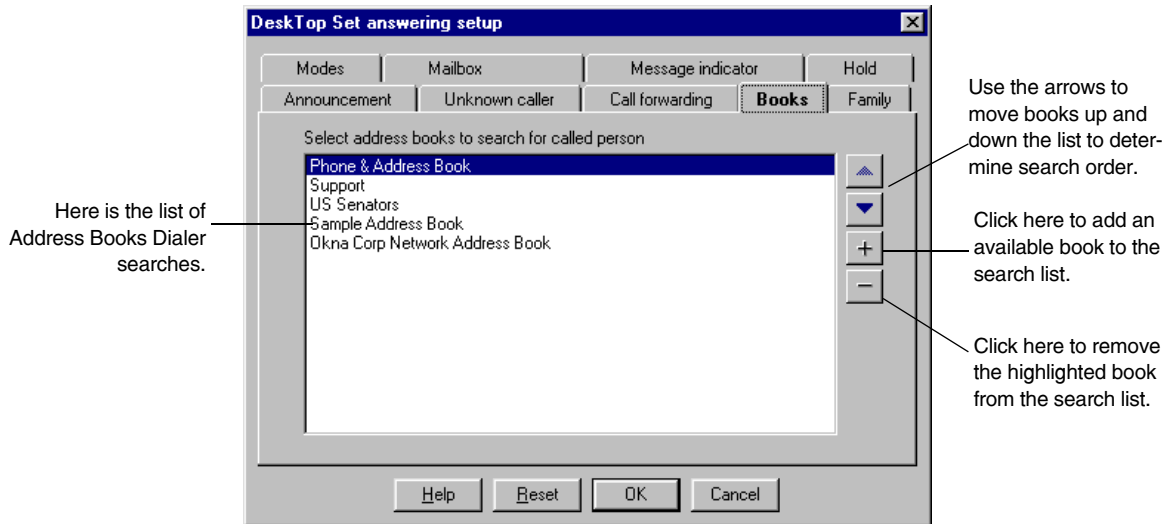 DeskTop Set answering setup
Modes Mailbox Message indicator Hold
Announcement Unknown caller Call forwarding Books Family
Select address books to search for called person
Phone & Address Book
Support
US Senators
Sample Address Book
Okna Corp Network Address Book
Help Reset OK Cancel
Here is the list of
Address Books Dialer
searches.
Use the arrows to
move books up and
down the list to deter-
mine search order.
Click here to add an
available book to the
search list.
Click here to remove
the highlighted book
from the search list.